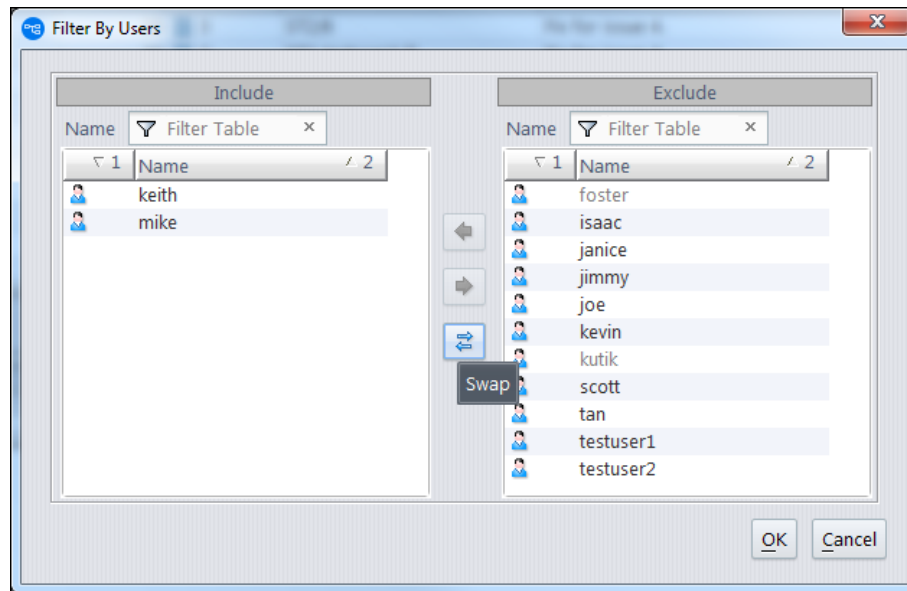 Filter By Users
Include
Exclude
Name Filter Table ×
Name Filter Table ×
1 Name 2
1 Name 2
keith
mike
foster
isaac
janice
jimmy
joe
kevin
kutik
scott
tan
testuser1
testuser2
Swap
OK Cancel